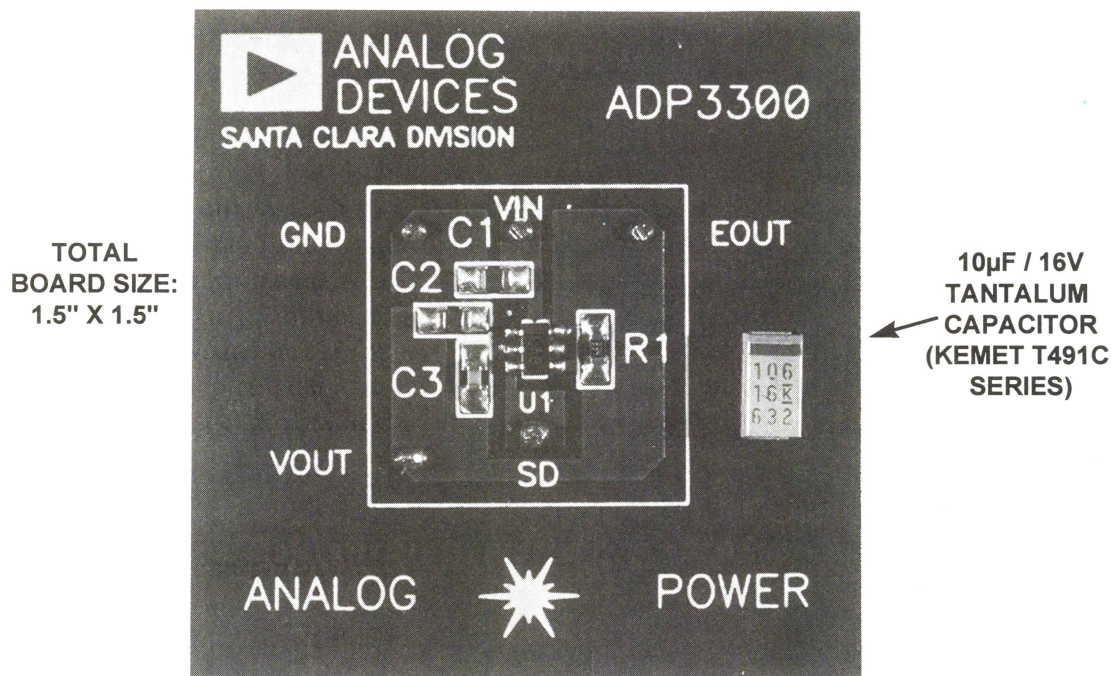 ANALOG
DEVICES
SANTA CLARA DIVISION
ADP3300
TOTAL
BOARD SIZE:
1.5" X 1.5"
GND
C1
VIN
EOUT
C2
C3
R1
U1
VOUT
SD
106
16K
632
10µF / 16V
TANTALUM
CAPACITOR
(KEMET T491C
SERIES)
ANALOG
POWER